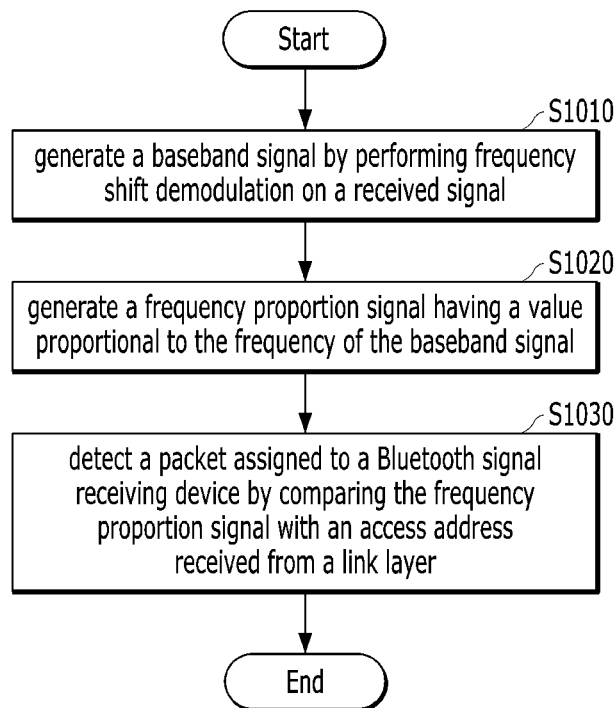 Start
S1010
generate a baseband signal by performing frequency
shift demodulation on a received signal
S1020
generate a frequency proportion signal having a value
proportional to the frequency of the baseband signal
S1030
detect a packet assigned to a Bluetooth signal
receiving device by comparing the frequency
proportion signal with an access address
received from a link layer
End